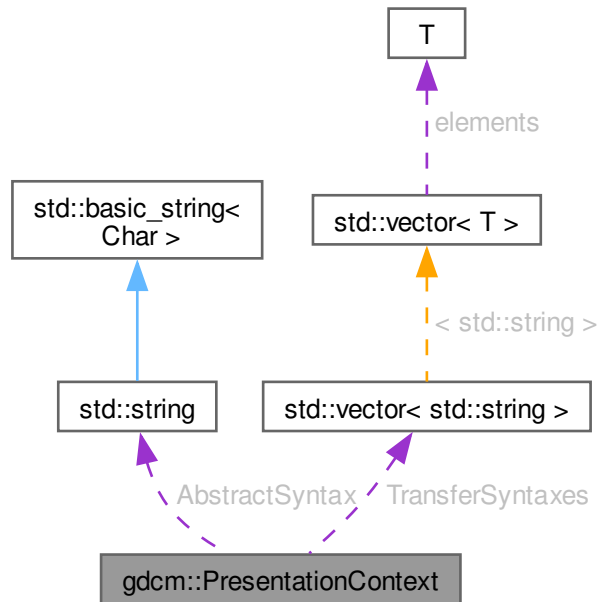 T
elements
std::basic_string<
Char >
std::vector< T >
< std::string >
std::string
std::vector< std::string >
AbstractSyntax
TransferSyntaxes
gdcm::PresentationContext